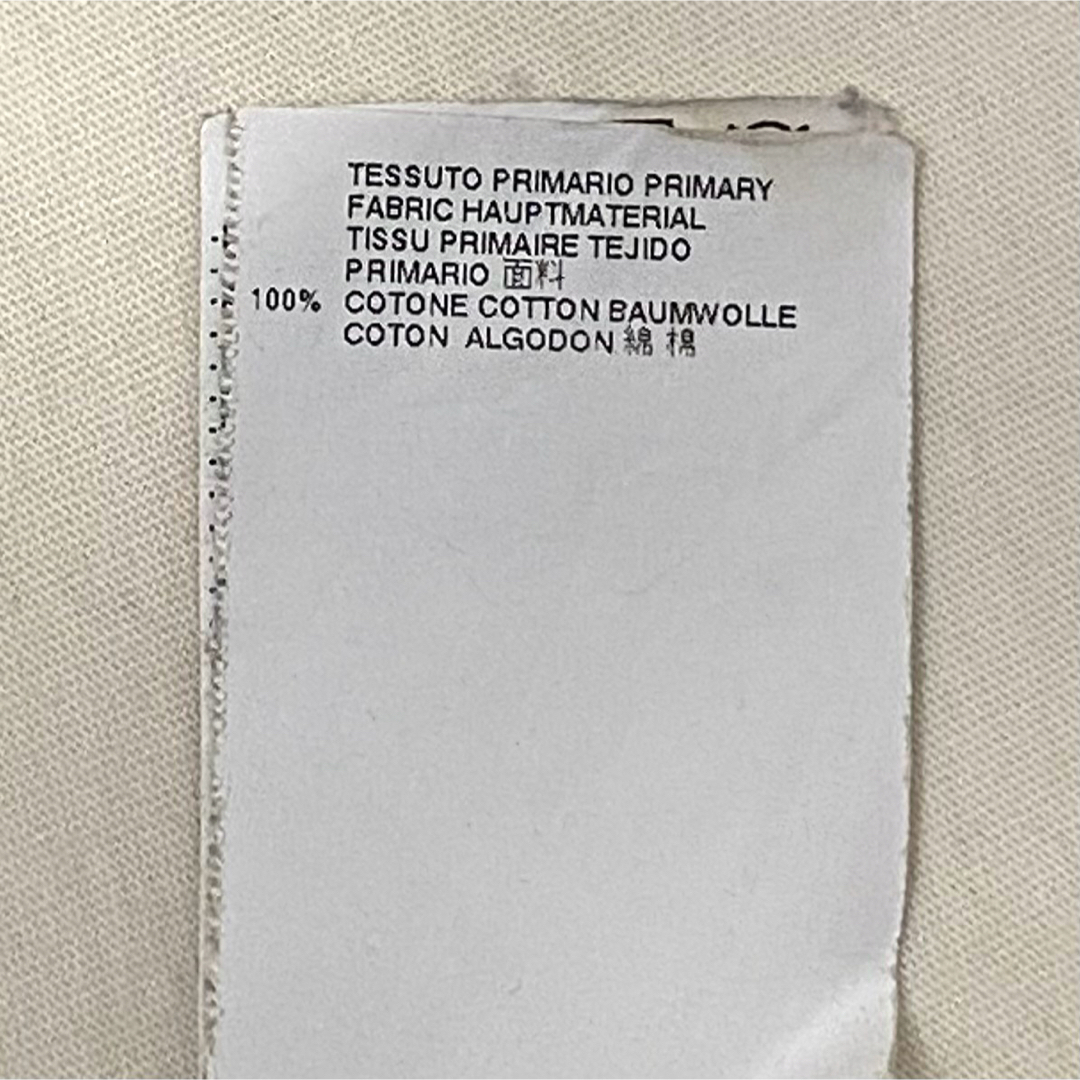 TESSUTO PRIMARIO PRIMARY
FABRIC HAUPTMATERIAL
TISSU PRIMAIRE TEJIDO
PRIMARIO 面料
100% COTONE COTTON BAUMWOLLE
COTON ALGODON 綿 棉